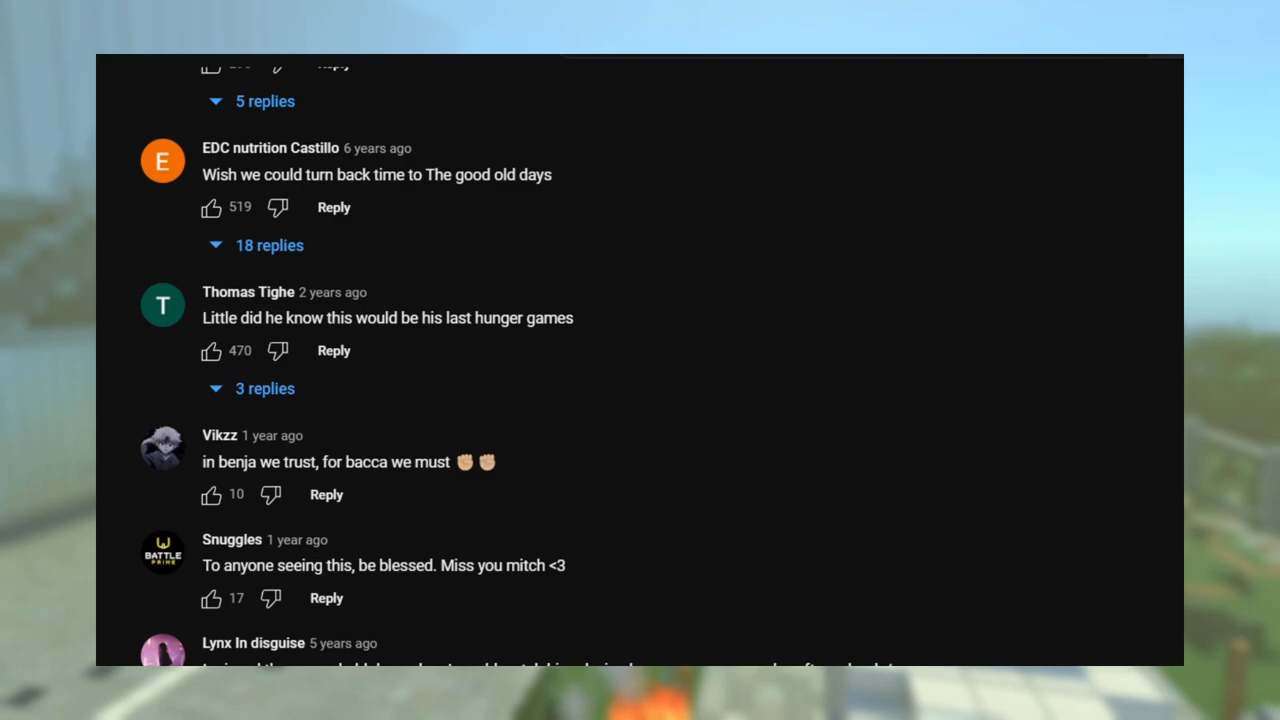 Reply
5 replies
EDC nutrition Castillo 6 years ago
Wish we could turn back time to The good old days
519 Reply
18 replies
Thomas Tighe 2 years ago
Little did he know this would be his last hunger games
470 Reply
3 replies
Vikzz 1 year ago
in benja we trust, for bacca we must ✊🏼✊🏼
10 Reply
BATTLE
PRIME
Snuggles 1 year ago
To anyone seeing this, be blessed. Miss you mitch <3
17 Reply
Lynx In disguise 5 years ago
E
T